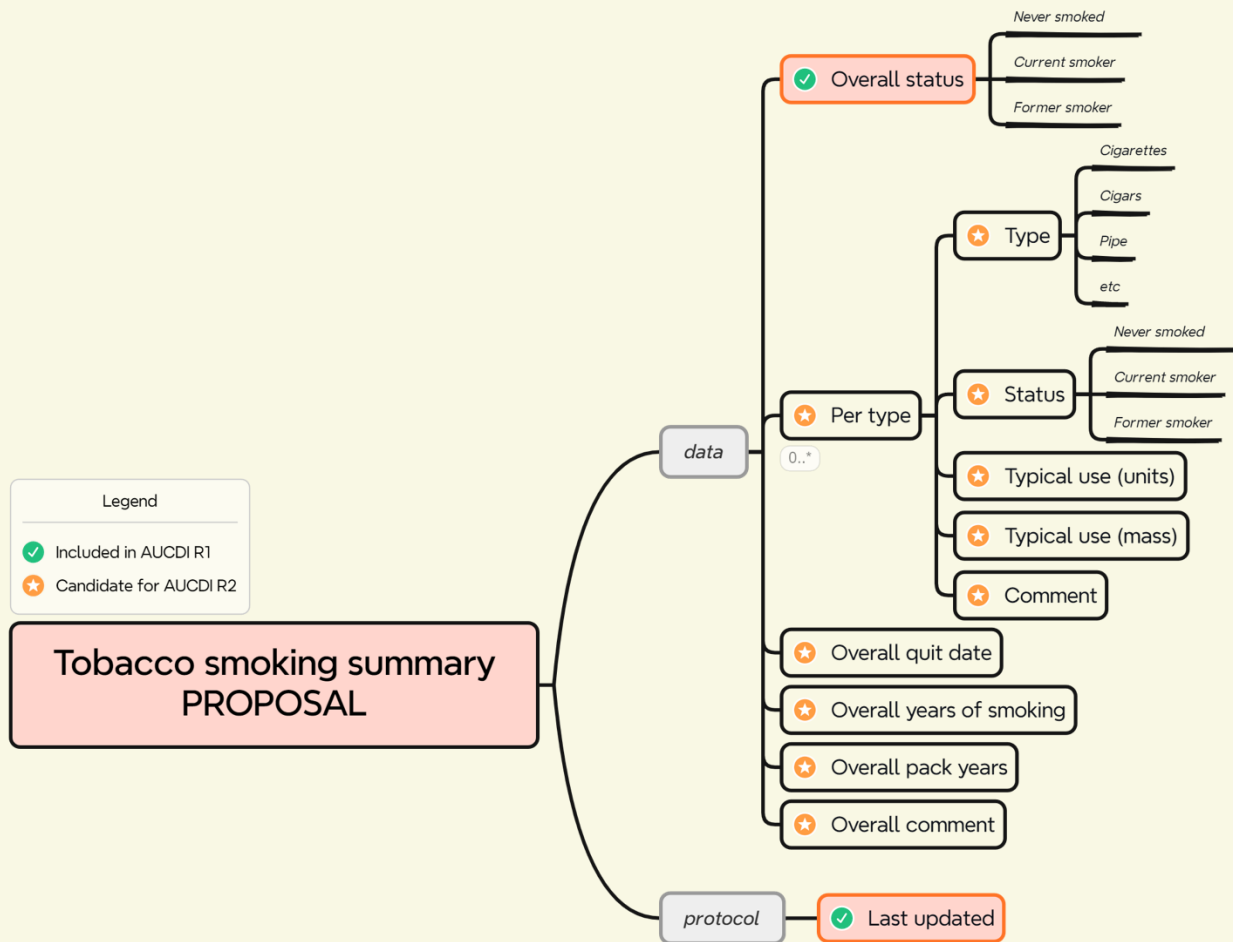 Never smoked
Overall status
Current smoker
Former smoker
Cigarettes
Cigars
Type
Pipe
etc
Never smoked
Status
Current smoker
Former smoker
Per type
0..*
data
Typical use (units)
Typical use (mass)
Comment
Legend
Included in AUCDI R1
Candidate for AUCDI R2
Tobacco smoking summary
PROPOSAL
Overall quit date
Overall years of smoking
Overall pack years
Overall comment
protocol
Last updated